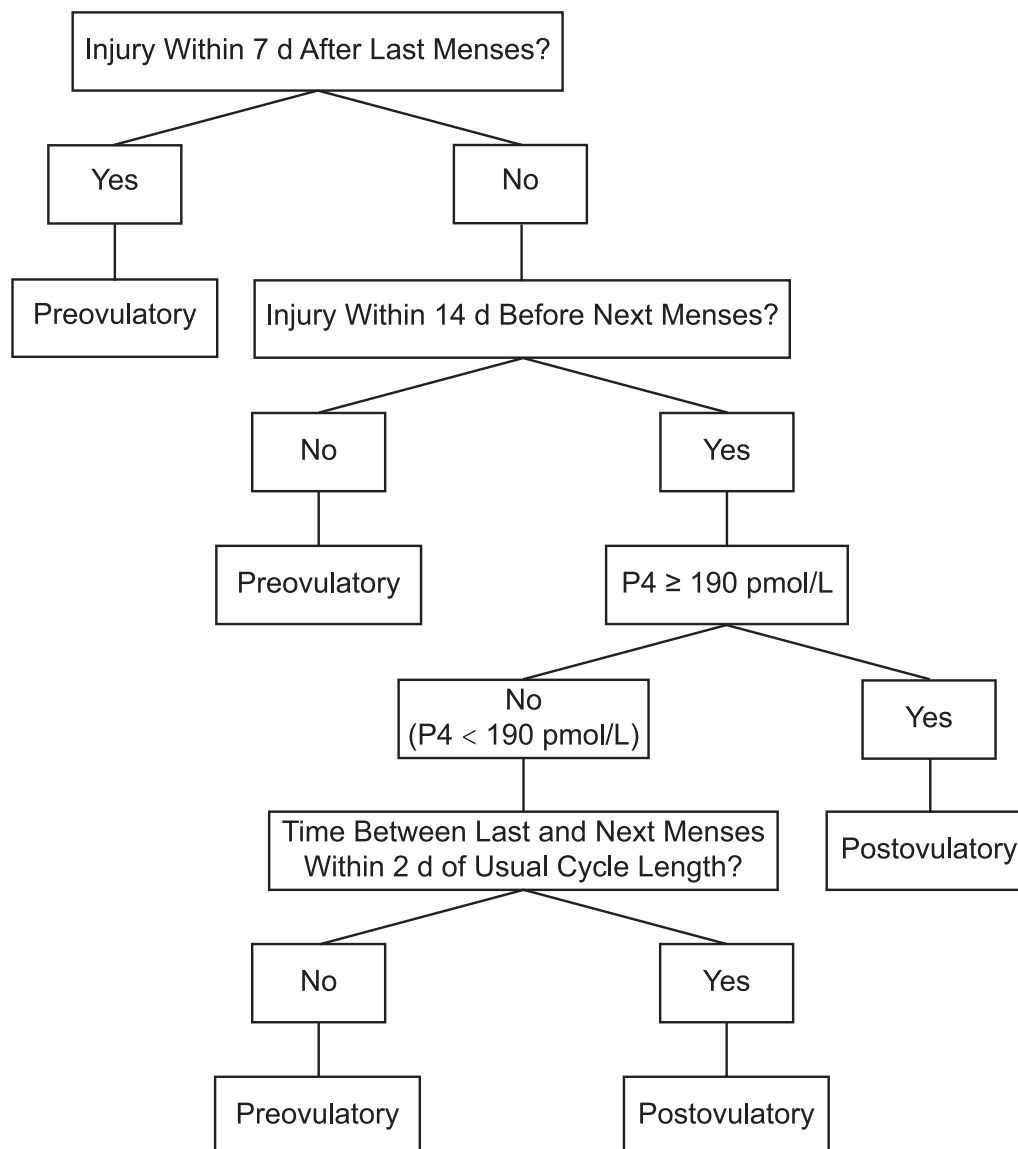 Injury Within 7 d After Last Menses?
Yes
No
Preovulatory
Injury Within 14 d Before Next Menses?
No
Yes
Preovulatory
P4 ≥ 190 pmol/L
No
(P4 < 190 pmol/L)
Yes
Time Between Last and Next Menses
Within 2 d of Usual Cycle Length?
Postovulatory
No
Yes
Preovulatory
Postovulatory